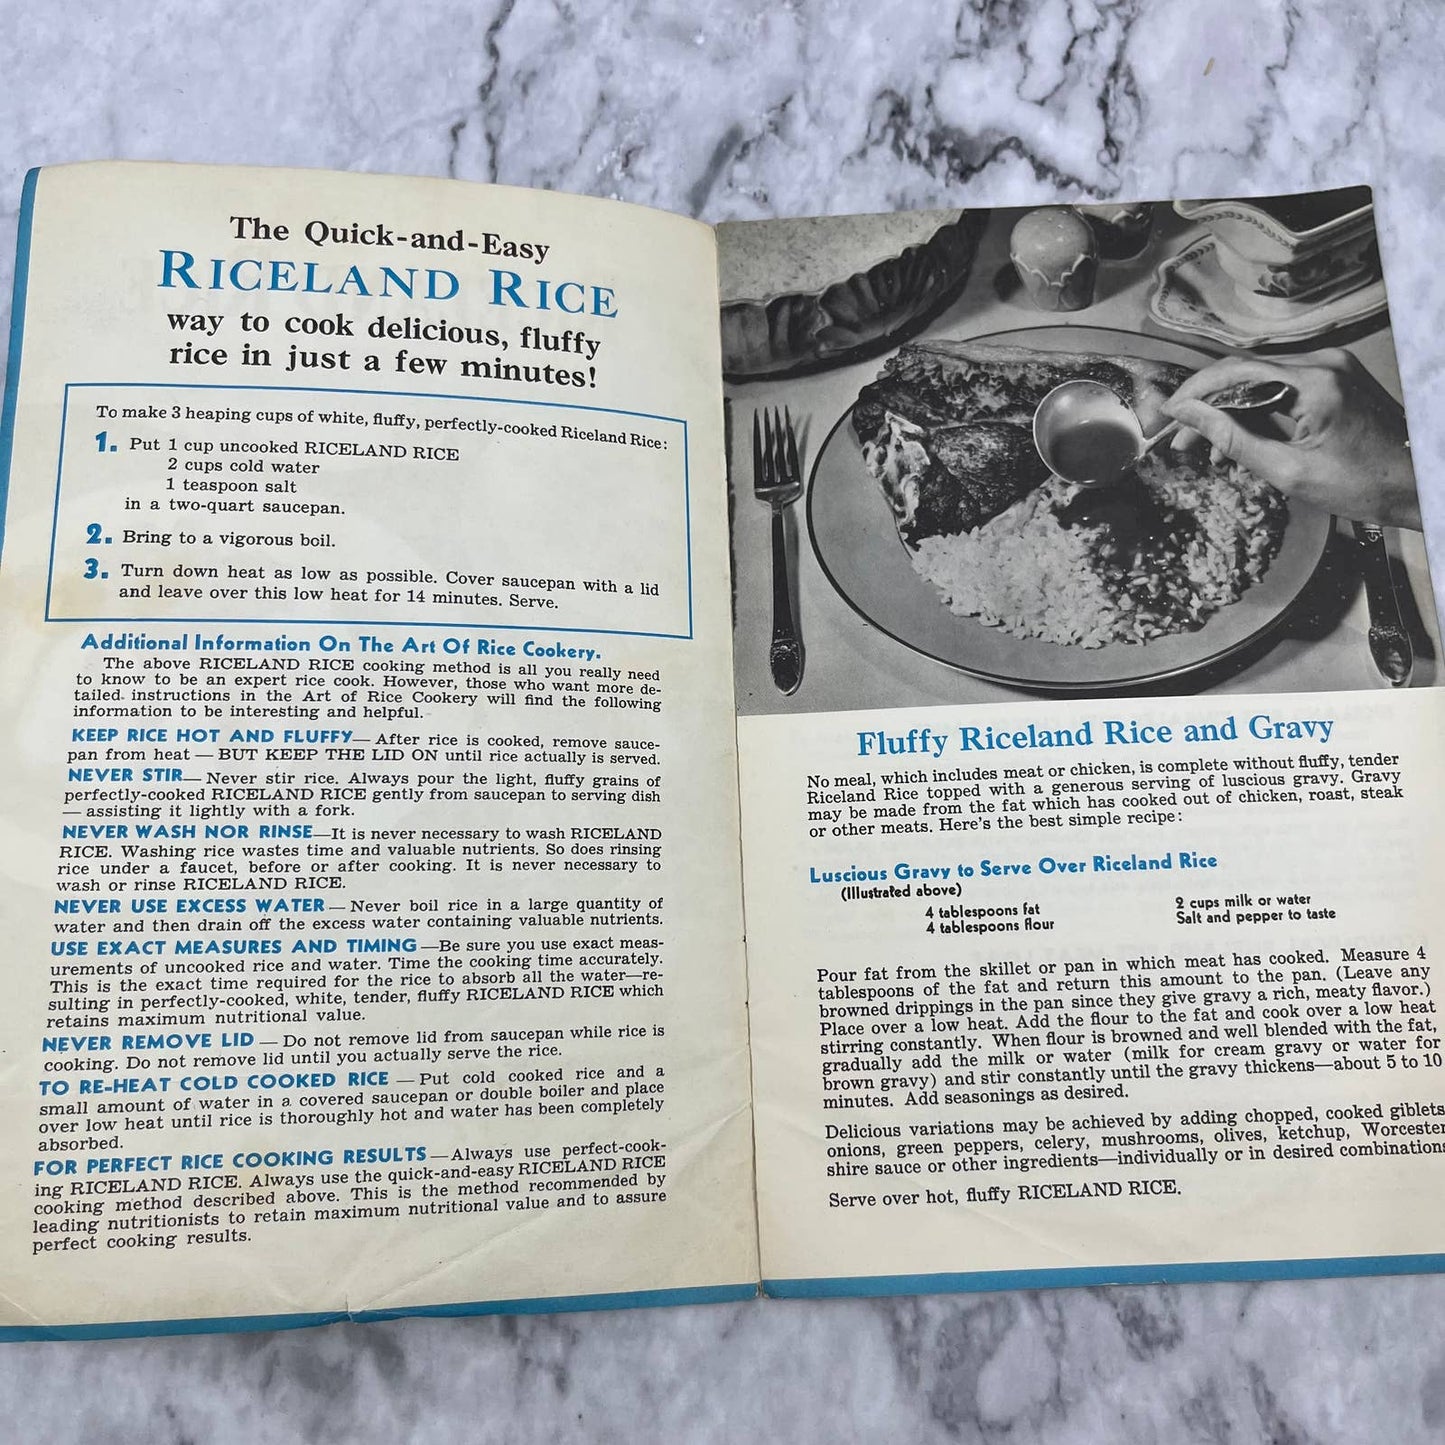 The Quick-and-Easy
RICELAND RICE
way to cook delicious, fluffy
rice in just a few minutes!
To make 3 heaping cups of white, fluffy, perfectly-cooked Riceland Rice:
1. Put 1 cup uncooked RICELAND RICE
2 cups cold water
1 teaspoon salt
in a two-quart saucepan.
2. Bring to a vigorous boil.
3. Turn down heat as low as possible. Cover saucepan with a lid
and leave over this low heat for 14 minutes. Serve.
Additional Information On The Art Of Rice Cookery.
The above RICELAND RICE cooking method is all you really need
to know to be an expert rice cook. However, those who want more de-
tailed instructions in the Art of Rice Cookery will find the following
information to be interesting and helpful.
KEEP RICE HOT AND FLUFFY— After rice is cooked, remove sauce-
pan from heat — BUT KEEP THE LID ON until rice actually is served.
NEVER STIR— Never stir rice. Always pour the light, fluffy grains of
perfectly-cooked RICELAND RICE gently from saucepan to serving dish
— assisting it lightly with a fork.
NEVER WASH NOR RINSE—It is never necessary to wash RICELAND
RICE. Washing rice wastes time and valuable nutrients. So does rinsing
rice under a faucet, before or after cooking. It is never necessary to
wash or rinse RICELAND RICE.
NEVER USE EXCESS WATER — Never boil rice in a large quantity of
water and then drain off the excess water containing valuable nutrients.
USE EXACT MEASURES AND TIMING —Be sure you use exact meas-
urements of uncooked rice and water. Time the cooking time accurately.
This is the exact time required for the rice to absorb all the water—re-
sulting in perfectly-cooked, white, tender, fluffy RICELAND RICE which
retains maximum nutritional value.
NEVER REMOVE LID — Do not remove lid from saucepan while rice is
cooking. Do not remove lid until you actually serve the rice.
TO RE-HEAT COLD COOKED RICE — Put cold cooked rice and a
small amount of water in a covered saucepan or double boiler and place
over low heat until rice is thoroughly hot and water has been completely
absorbed.
FOR PERFECT RICE COOKING RESULTS — Always use perfect-cook-
ing RICELAND RICE. Always use the quick-and-easy RICELAND RICE
cooking method described above. This is the method recommended by
leading nutritionists to retain maximum nutritional value and to assure
perfect cooking results.
Fluffy Riceland Rice and Gravy
No meal, which includes meat or chicken, is complete without fluffy, tender
Riceland Rice topped with a generous serving of luscious gravy. Gravy
may be made from the fat which has cooked out of chicken, roast, steak
or other meats. Here's the best simple recipe:
Luscious Gravy to Serve Over Riceland Rice
(Illustrated above)
4 tablespoons fat
4 tablespoons flour
2 cups milk or water
Salt and pepper to taste
Pour fat from the skillet or pan in which meat has cooked. Measure 4
tablespoons of the fat and return this amount to the pan. (Leave any
browned drippings in the pan since they give gravy a rich, meaty flavor.)
Place over a low heat. Add the flour to the fat and cook over a low heat
stirring constantly. When flour is browned and well blended with the fat,
gradually add the milk or water (milk for cream gravy or water for
brown gravy) and stir constantly until the gravy thickens—about 5 to 10
minutes. Add seasonings as desired.
Delicious variations may be achieved by adding chopped, cooked giblets
onions, green peppers, celery, mushrooms, olives, ketchup, Worcester
shire sauce or other ingredients—individually or in desired combinations
Serve over hot, fluffy RICELAND RICE.